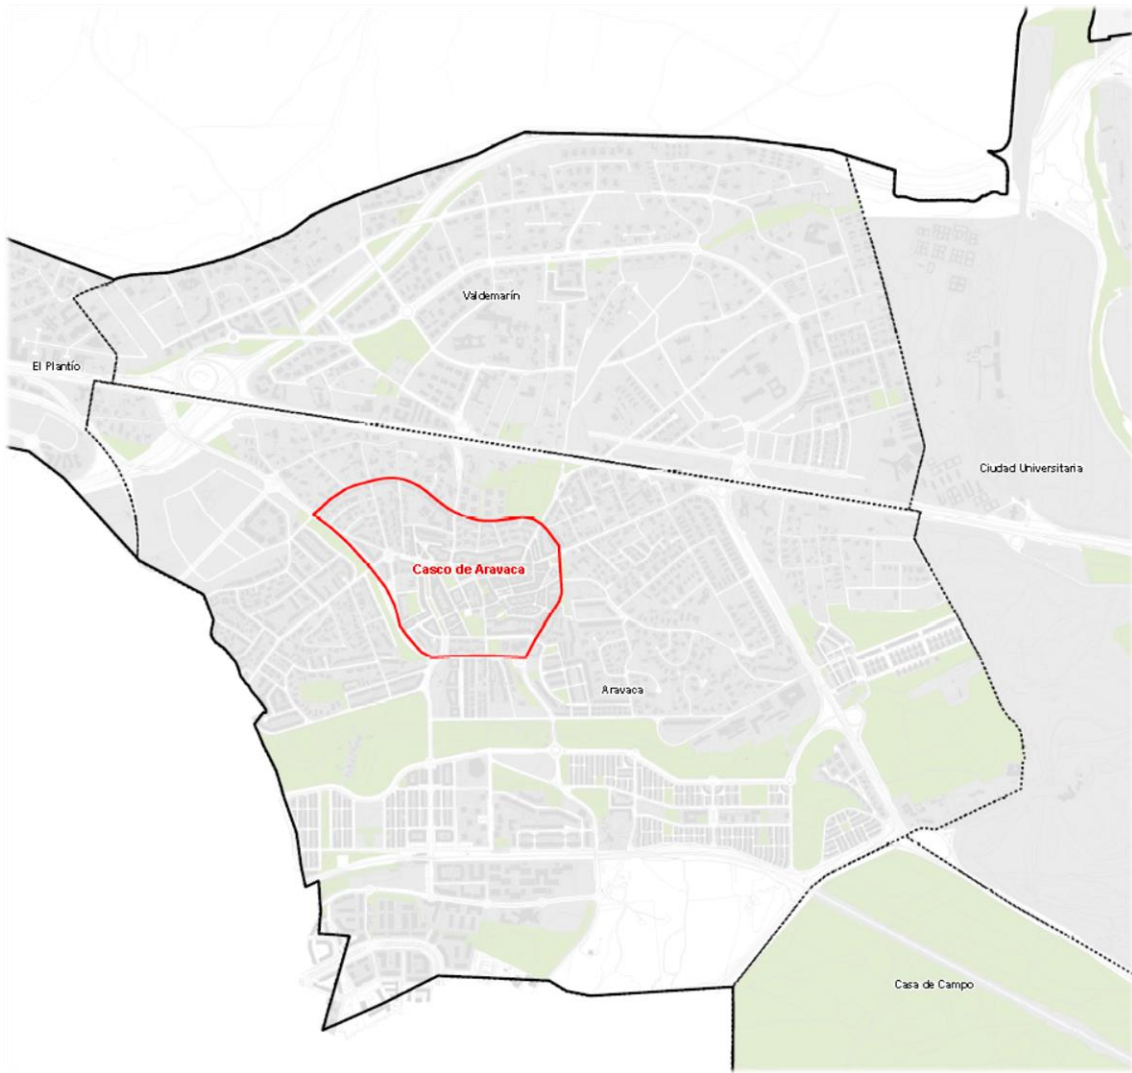 Valdemarín
El Plantío
Ciudad Universitaria
Casco de Aravaca
Aravaca
Casa de Campo